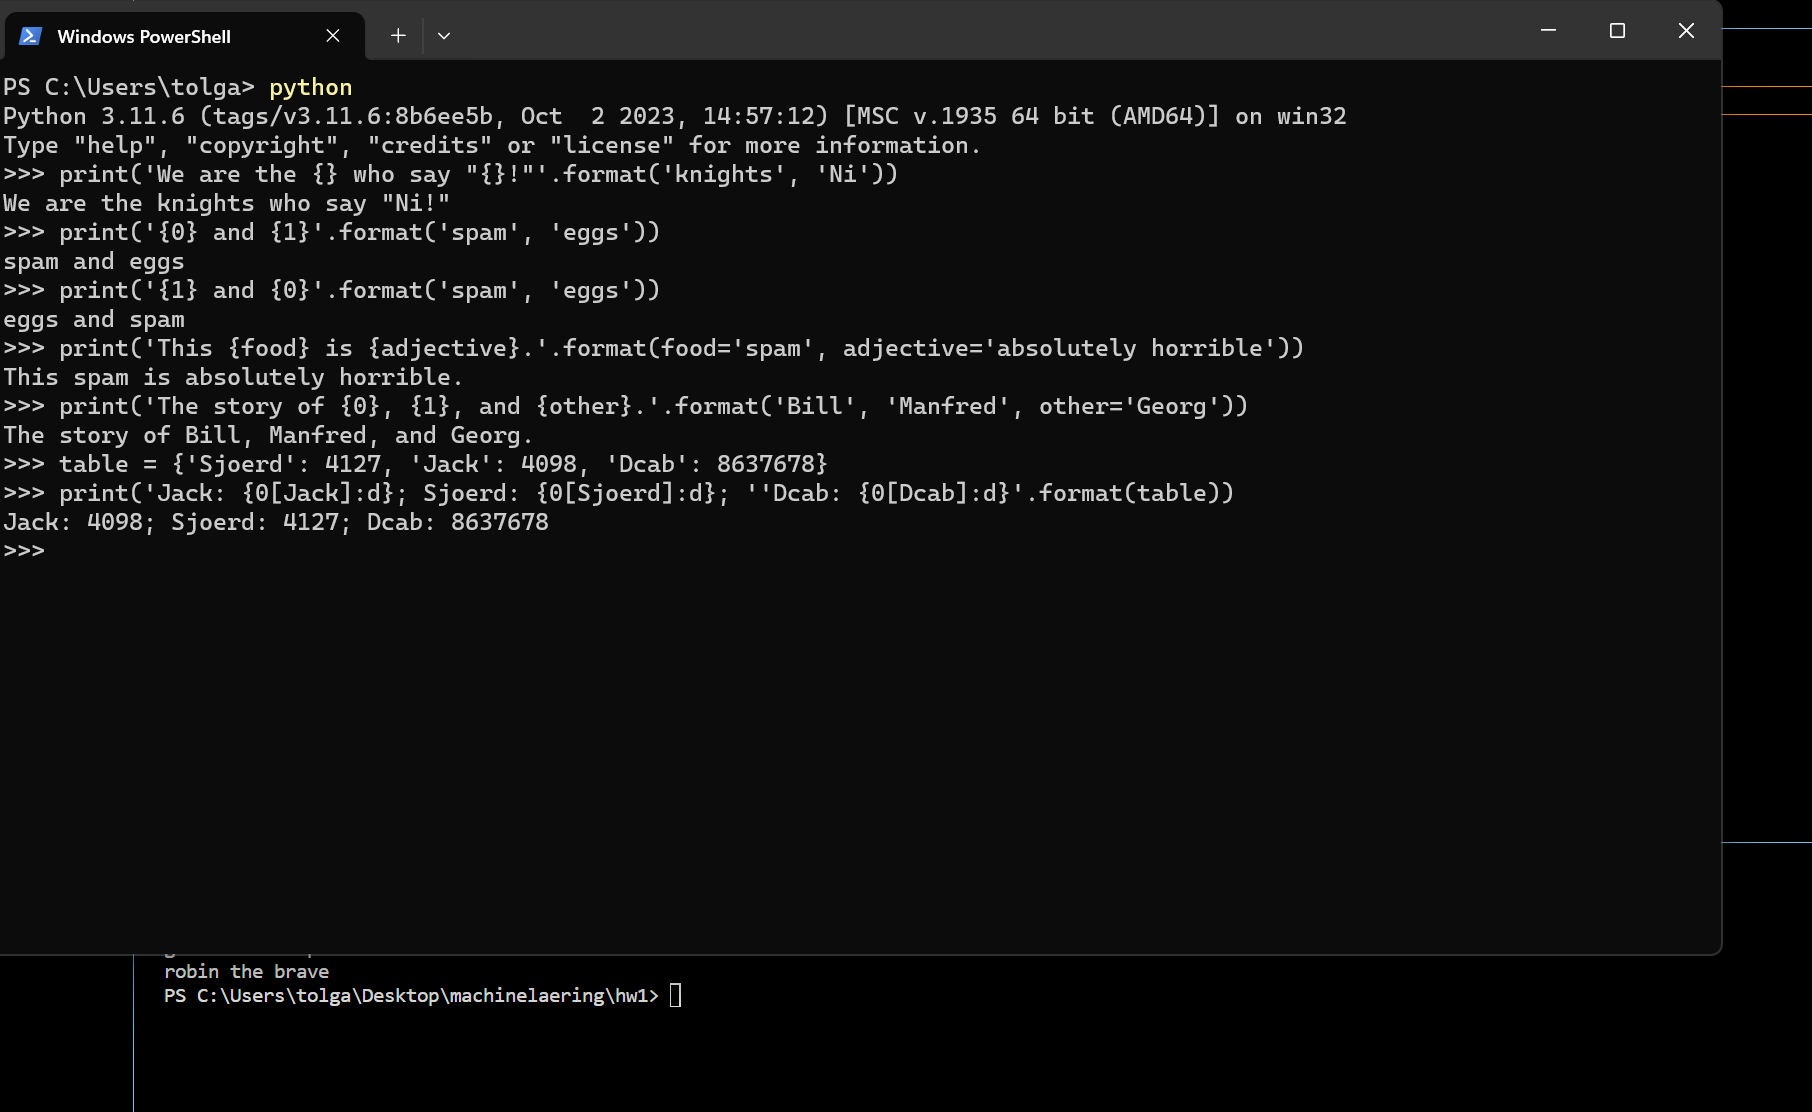 Windows PowerShell
PS C:\Users\tolga> python
Python 3.11.6 (tags/v3.11.6:8b6ee5b, Oct  2 2023, 14:57:12) [MSC v.1935 64 bit (AMD64)] on win32
Type "help", "copyright", "credits" or "license" for more information.
>>> print('We are the {} who say "{}!"'.format('knights', 'Ni'))
We are the knights who say "Ni!"
>>> print('{0} and {1}'.format('spam', 'eggs'))
spam and eggs
>>> print('{1} and {0}'.format('spam', 'eggs'))
eggs and spam
>>> print('This {food} is {adjective}.'.format(food='spam', adjective='absolutely horrible'))
This spam is absolutely horrible.
>>> print('The story of {0}, {1}, and {other}.'.format('Bill', 'Manfred', other='Georg'))
The story of Bill, Manfred, and Georg.
>>> table = {'Sjoerd': 4127, 'Jack': 4098, 'Dcab': 8637678}
>>> print('Jack: {0[Jack]:d}; Sjoerd: {0[Sjoerd]:d}; ''Dcab: {0[Dcab]:d}'.format(table))
Jack: 4098; Sjoerd: 4127; Dcab: 8637678
>>>
robin the brave
PS C:\Users\tolga\Desktop\machinelaering\hw1>